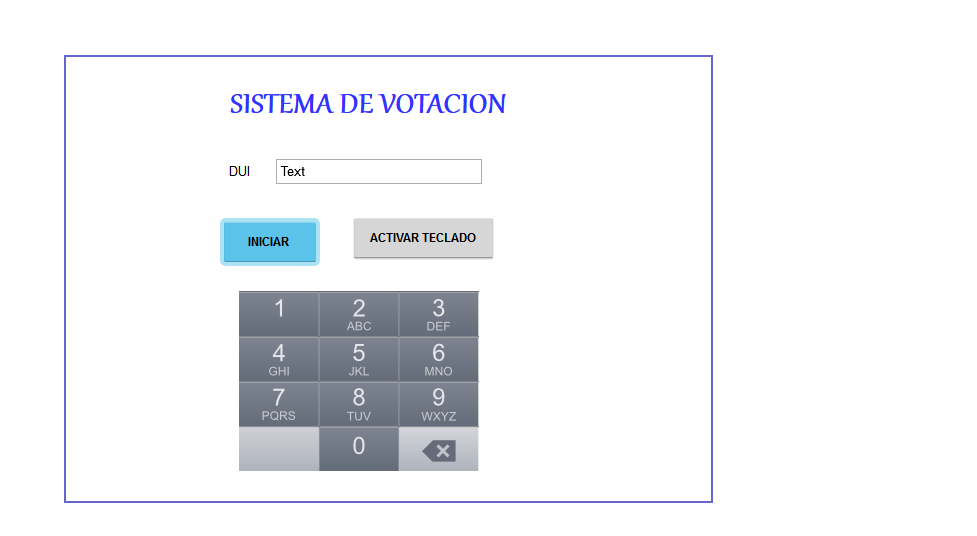 SISTEMA DE VOTACION
DUI Text
INICIAR ACTIVAR TECLADO
1 2 3
ABC DEF
4 5 6
GHI JKL MNO
7 8 9
PQRS TUV WXYZ
0